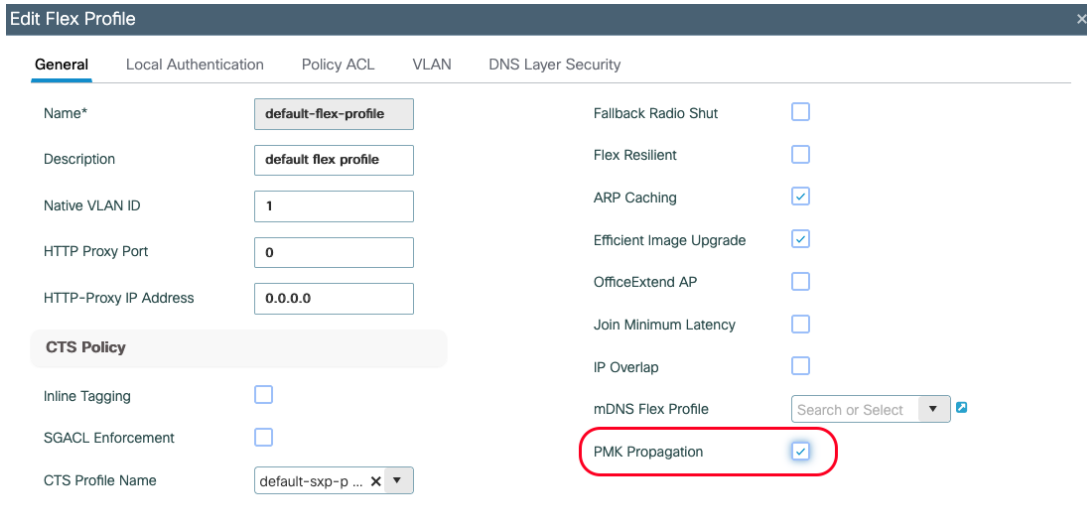 Edit Flex Profile
General Local Authentication Policy ACL VLAN DNS Layer Security
Name* default-flex-profile
Description default flex profile
Native VLAN ID 1
HTTP Proxy Port 0
HTTP-Proxy IP Address 0.0.0.0
CTS Policy
Inline Tagging
SGACL Enforcement
CTS Profile Name default-sxp-p ...
Fallback Radio Shut
Flex Resilient
ARP Caching
Efficient Image Upgrade
OfficeExtend AP
Join Minimum Latency
IP Overlap
mDNS Flex Profile Search or Select
PMK Propagation